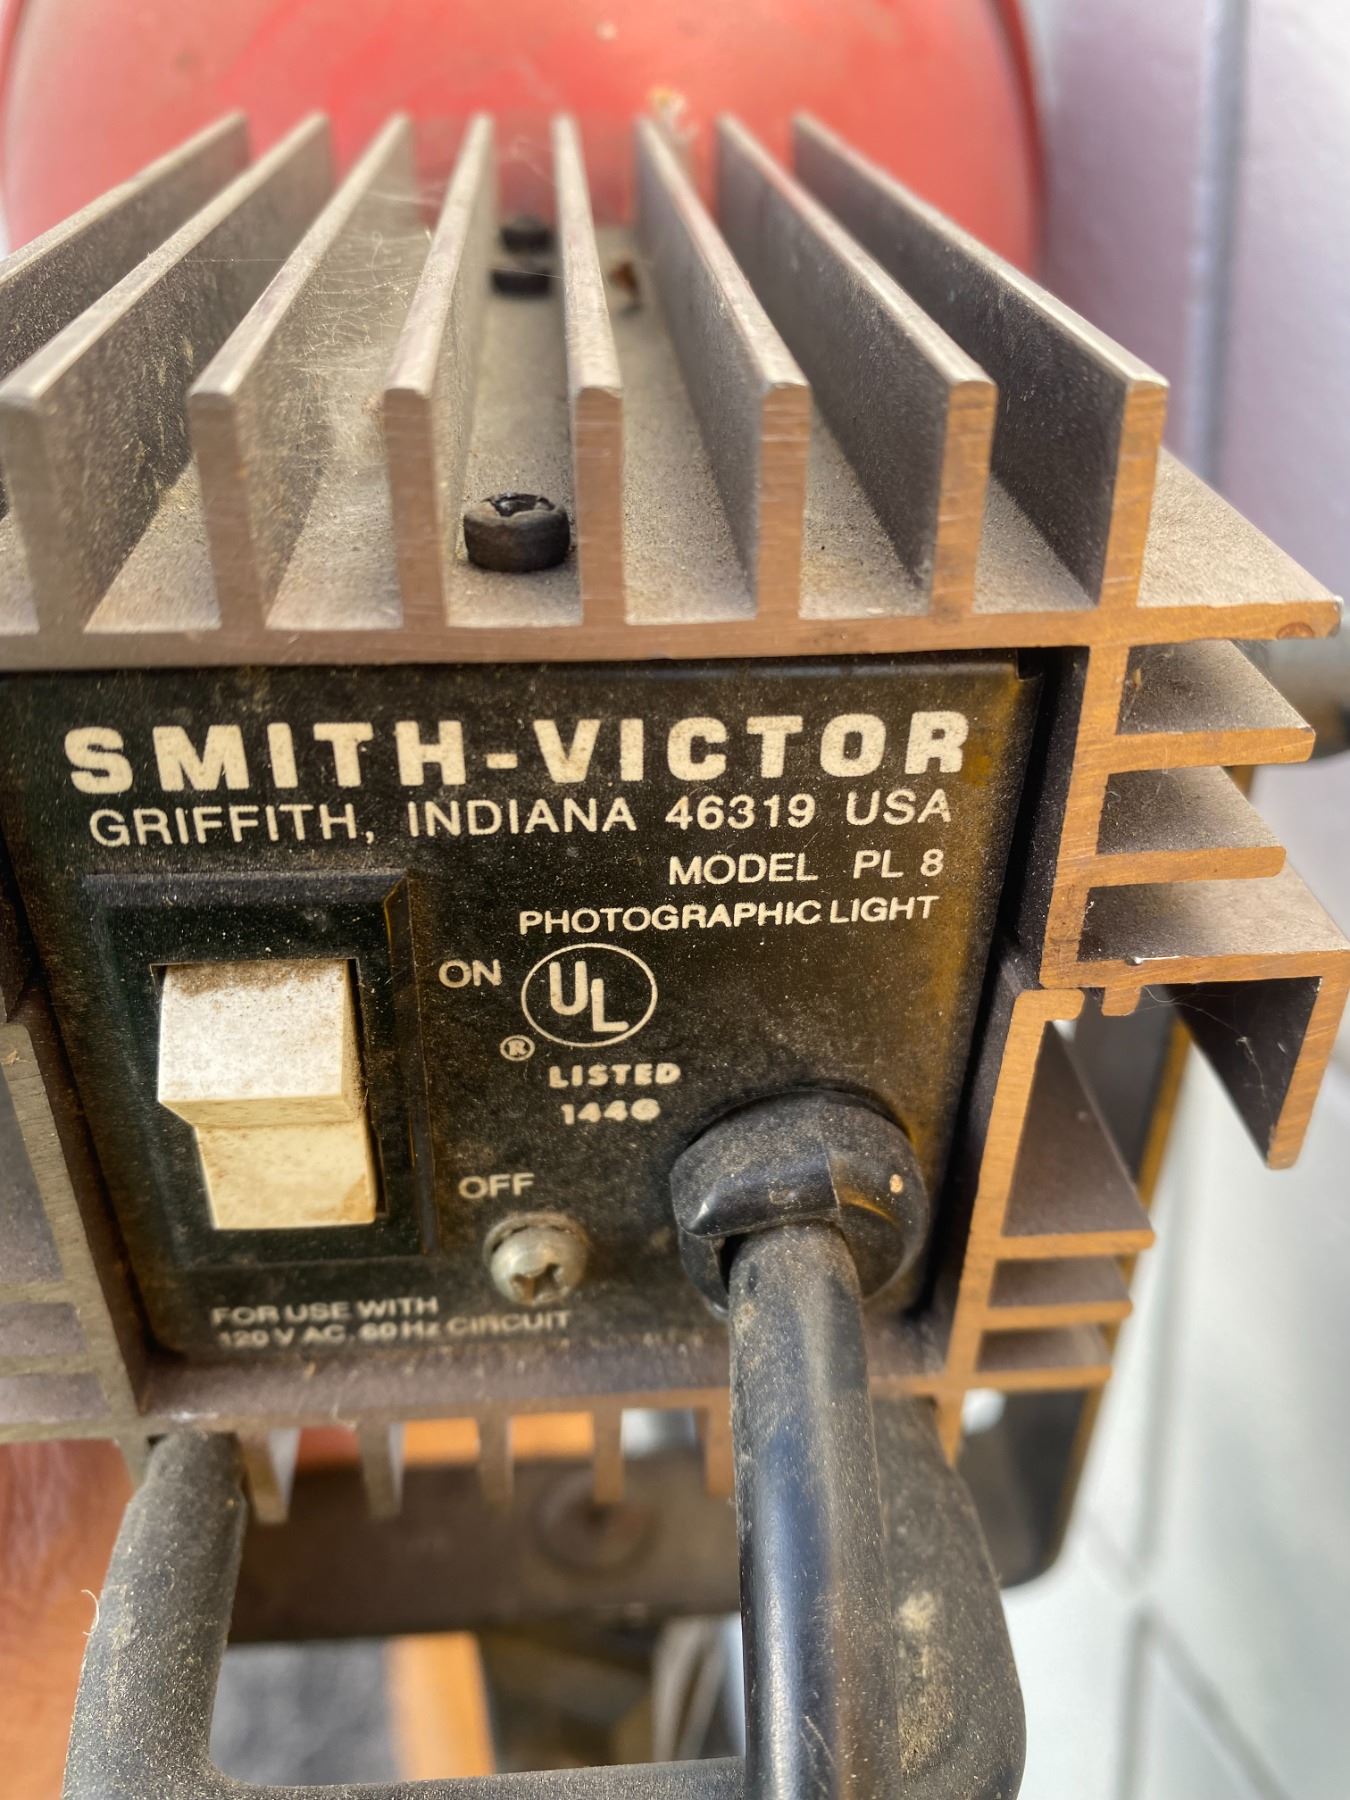 SMITH-VICTOR
GRIFFITH, INDIANA 46319 USA
MODEL PL 8
PHOTOGRAPHIC LIGHT
ON
UL
®
LISTED
144G
OFF
FOR USE WITH
120 V AC, 60 Hz CIRCUIT